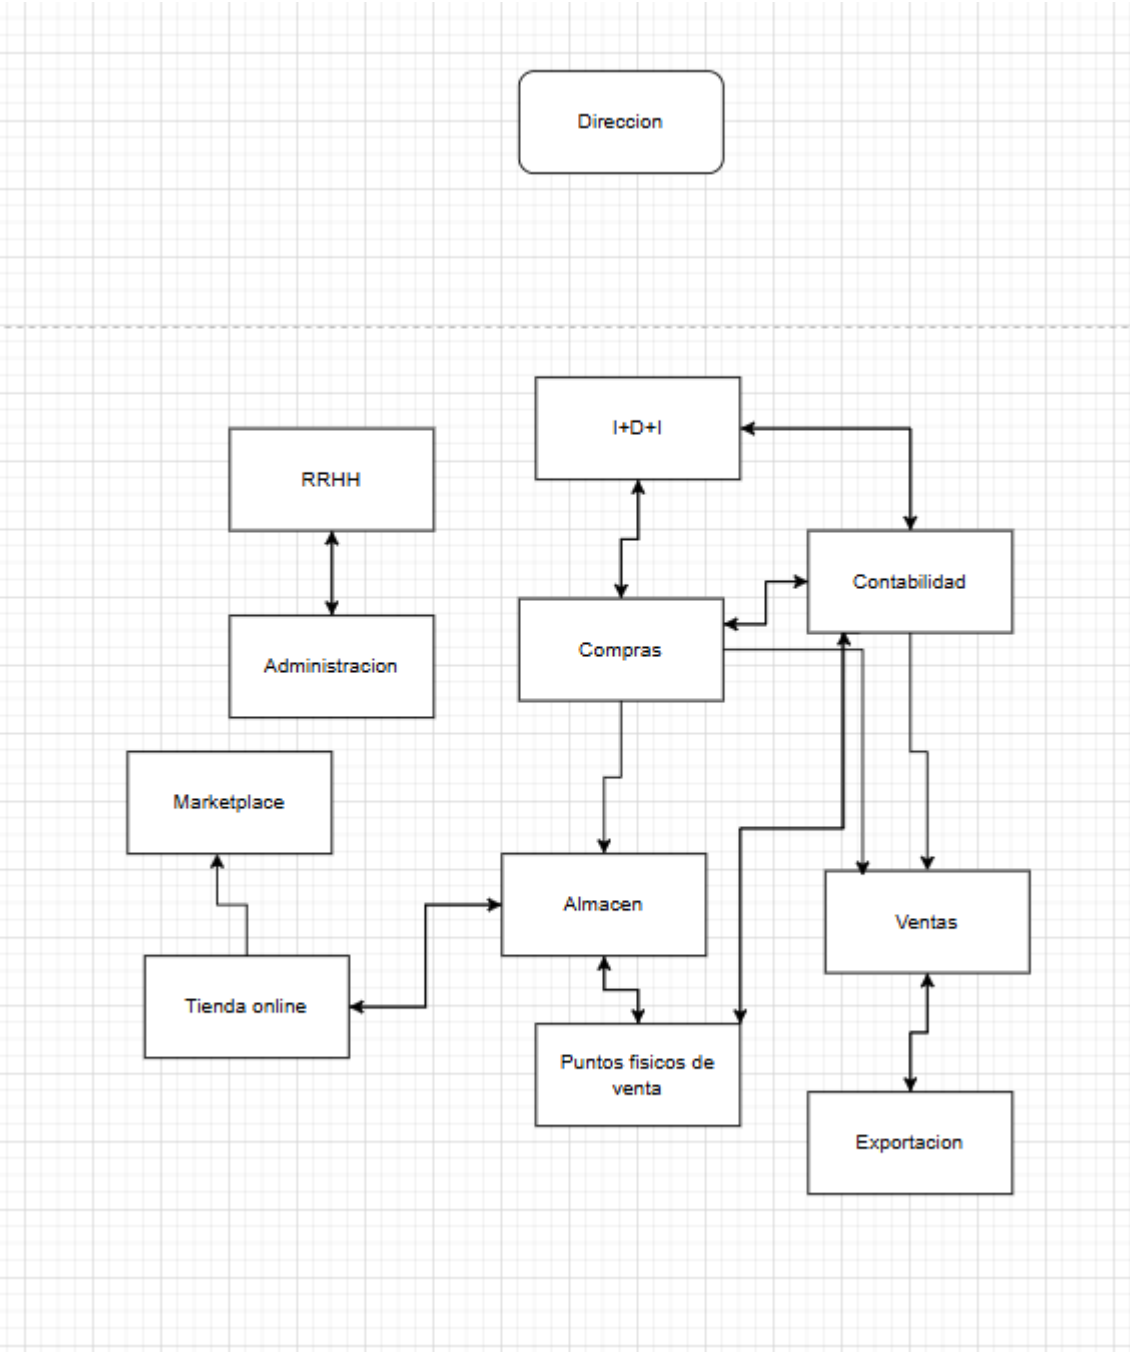 Direccion
I+D+I
RRHH
Contabilidad
Compras
Administracion
Marketplace
Almacen
Ventas
Tienda online
Puntos fisicos de
venta
Exportacion